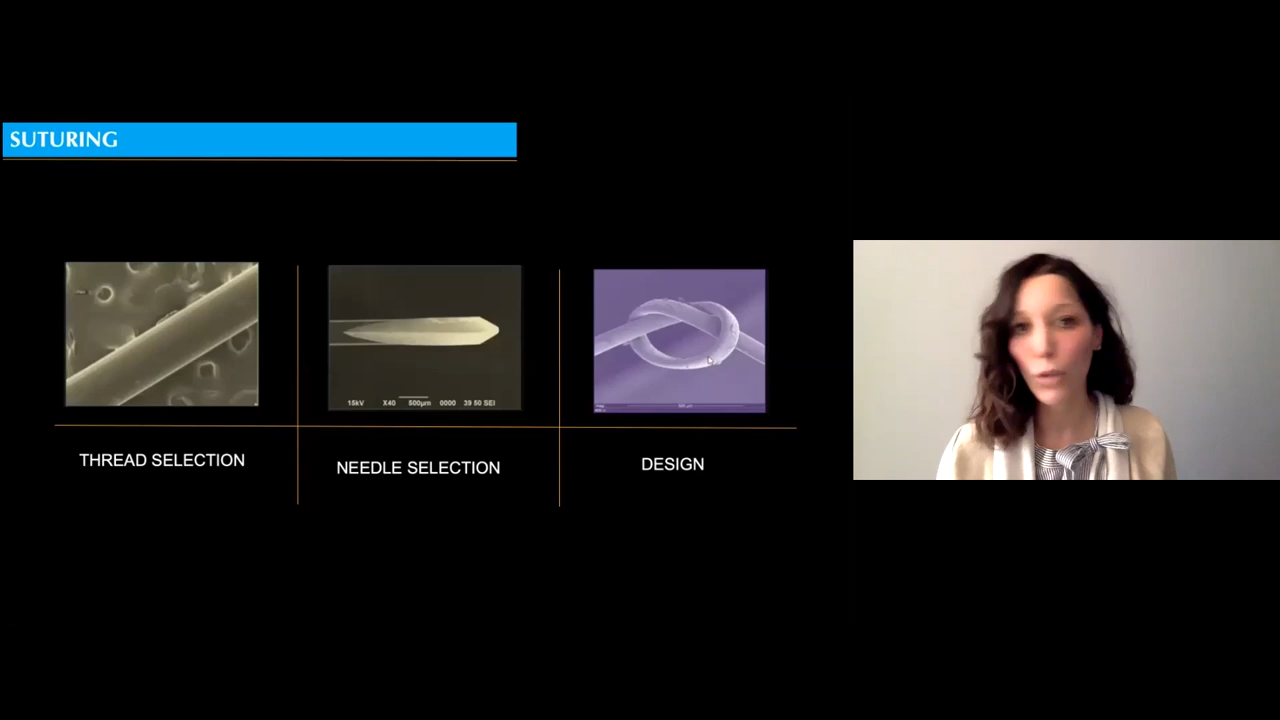 SUTURING
15kV X40 500µm 0000 39 50 SEI
THREAD SELECTION
NEEDLE SELECTION
DESIGN